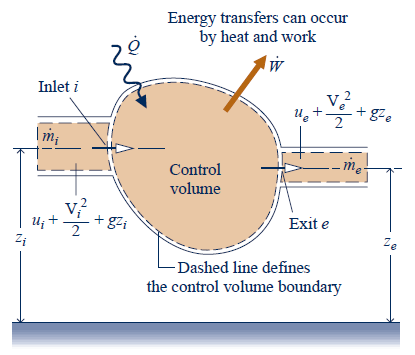 Energy transfers can occur
by heat and work
Q̇
Ẇ
Inlet i
uₑ + Vₑ²/2 + gzₑ
ṁᵢ
ṁₑ
Control
volume
uᵢ + Vᵢ²/2 + gzᵢ
Exit e
zᵢ
zₑ
Dashed line defines
the control volume boundary